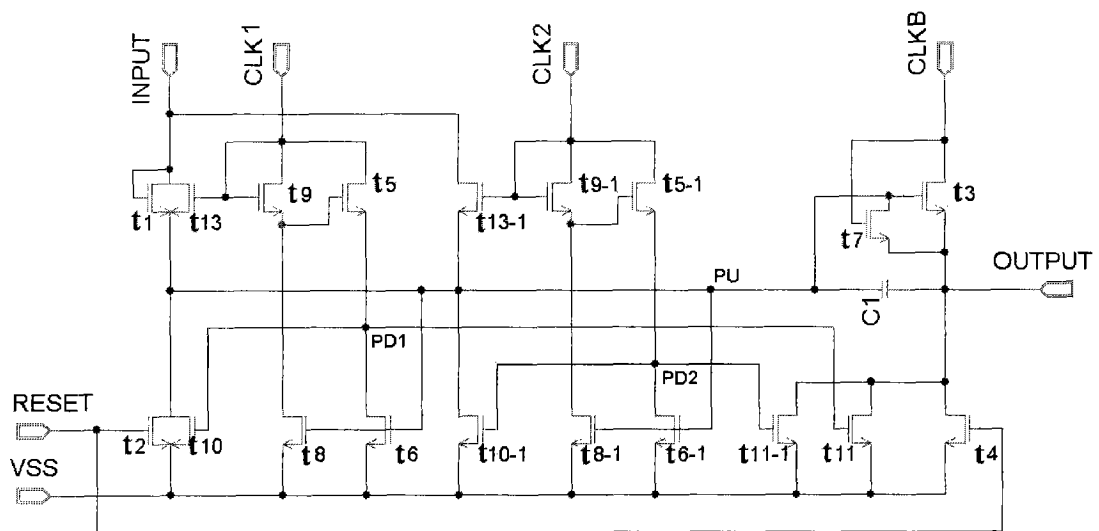 INPUT
CLK1
CLK2
CLKB
t1
t13
t9
t5
t13-1
t9-1
t5-1
t7
t3
PU
OUTPUT
C1
PD1
PD2
RESET
t2
t10
t8
t6
t10-1
t8-1
t6-1
t11-1
t11
t4
VSS